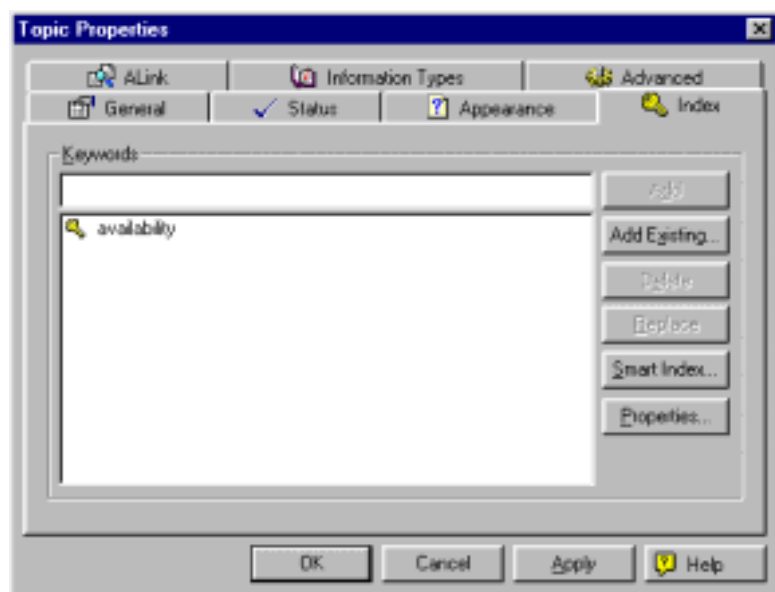 Topic Properties
ALink Information Types Advanced
General Status Appearance Index
Keywords
Add
availability
Add Existing...
Delete
Replace
Smart Index...
Properties...
OK Cancel Apply Help